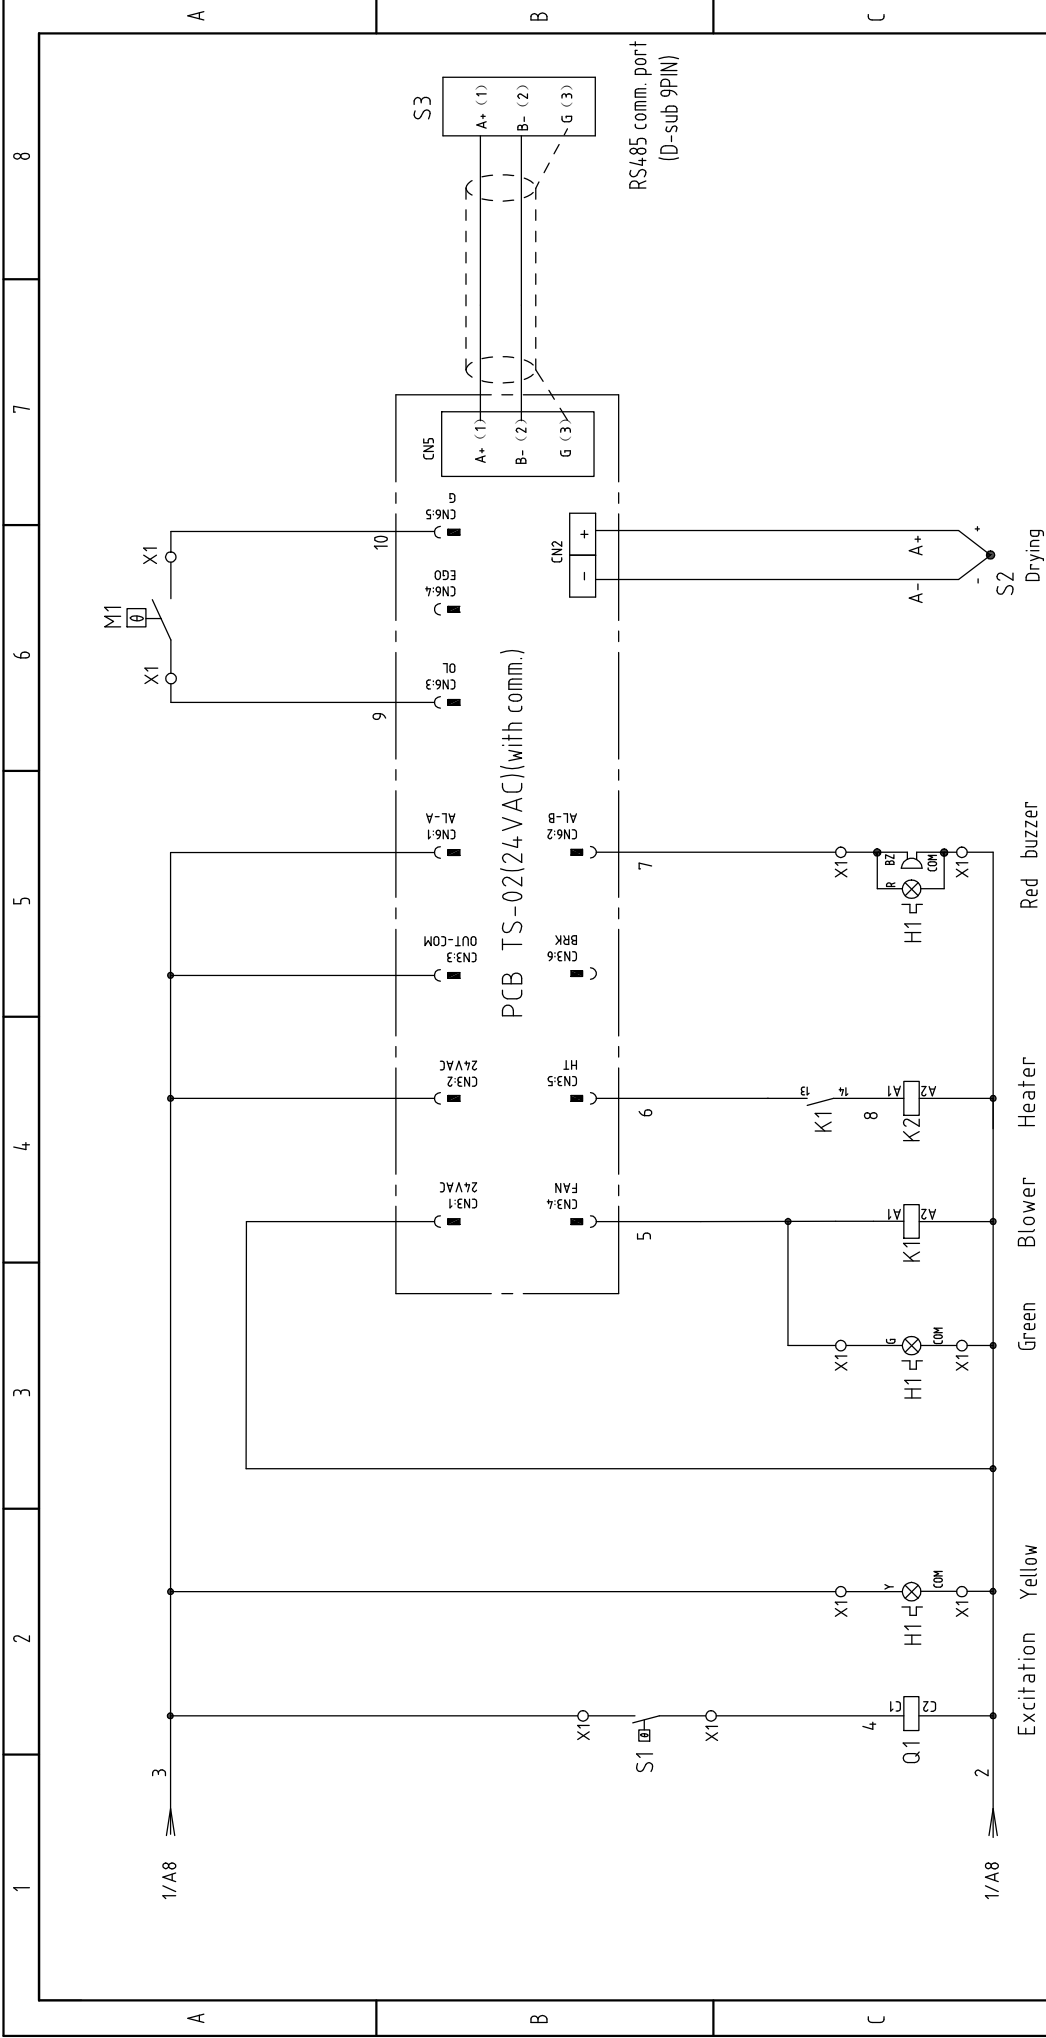 1
2
3
4
5
6
7
8
A
B
C
A
B
C
1/A8
3
1/A8
2
X1
S1
θ
X1
4
Q1
C1
C2
Excitation
X1
Y
H1
COM
X1
Yellow
X1
G
H1
COM
X1
Green
CN3:1
24VAC
CN3:4
FAN
5
K1
A1
A2
Blower
CN3:2
24VAC
CN3:5
HT
6
K1
13
14
8
K2
A1
A2
Heater
CN3:3
OUT-COM
CN3:6
BRK
CN6:1
AL-A
CN6:2
AL-B
7
X1
R
BZ
H1
COM
X1
Red buzzer
PCB TS-02(24VAC)(with comm.)
M1
θ
X1
X1
9
10
CN6:3
OL
CN6:4
EGO
CN6:5
G
CN2
-
+
A-
A+
-
+
S2
Drying
CN5
A+ (1)
B- (2)
G (3)
S3
A+ (1)
B- (2)
G (3)
RS485 comm. port
(D-sub 9PIN)